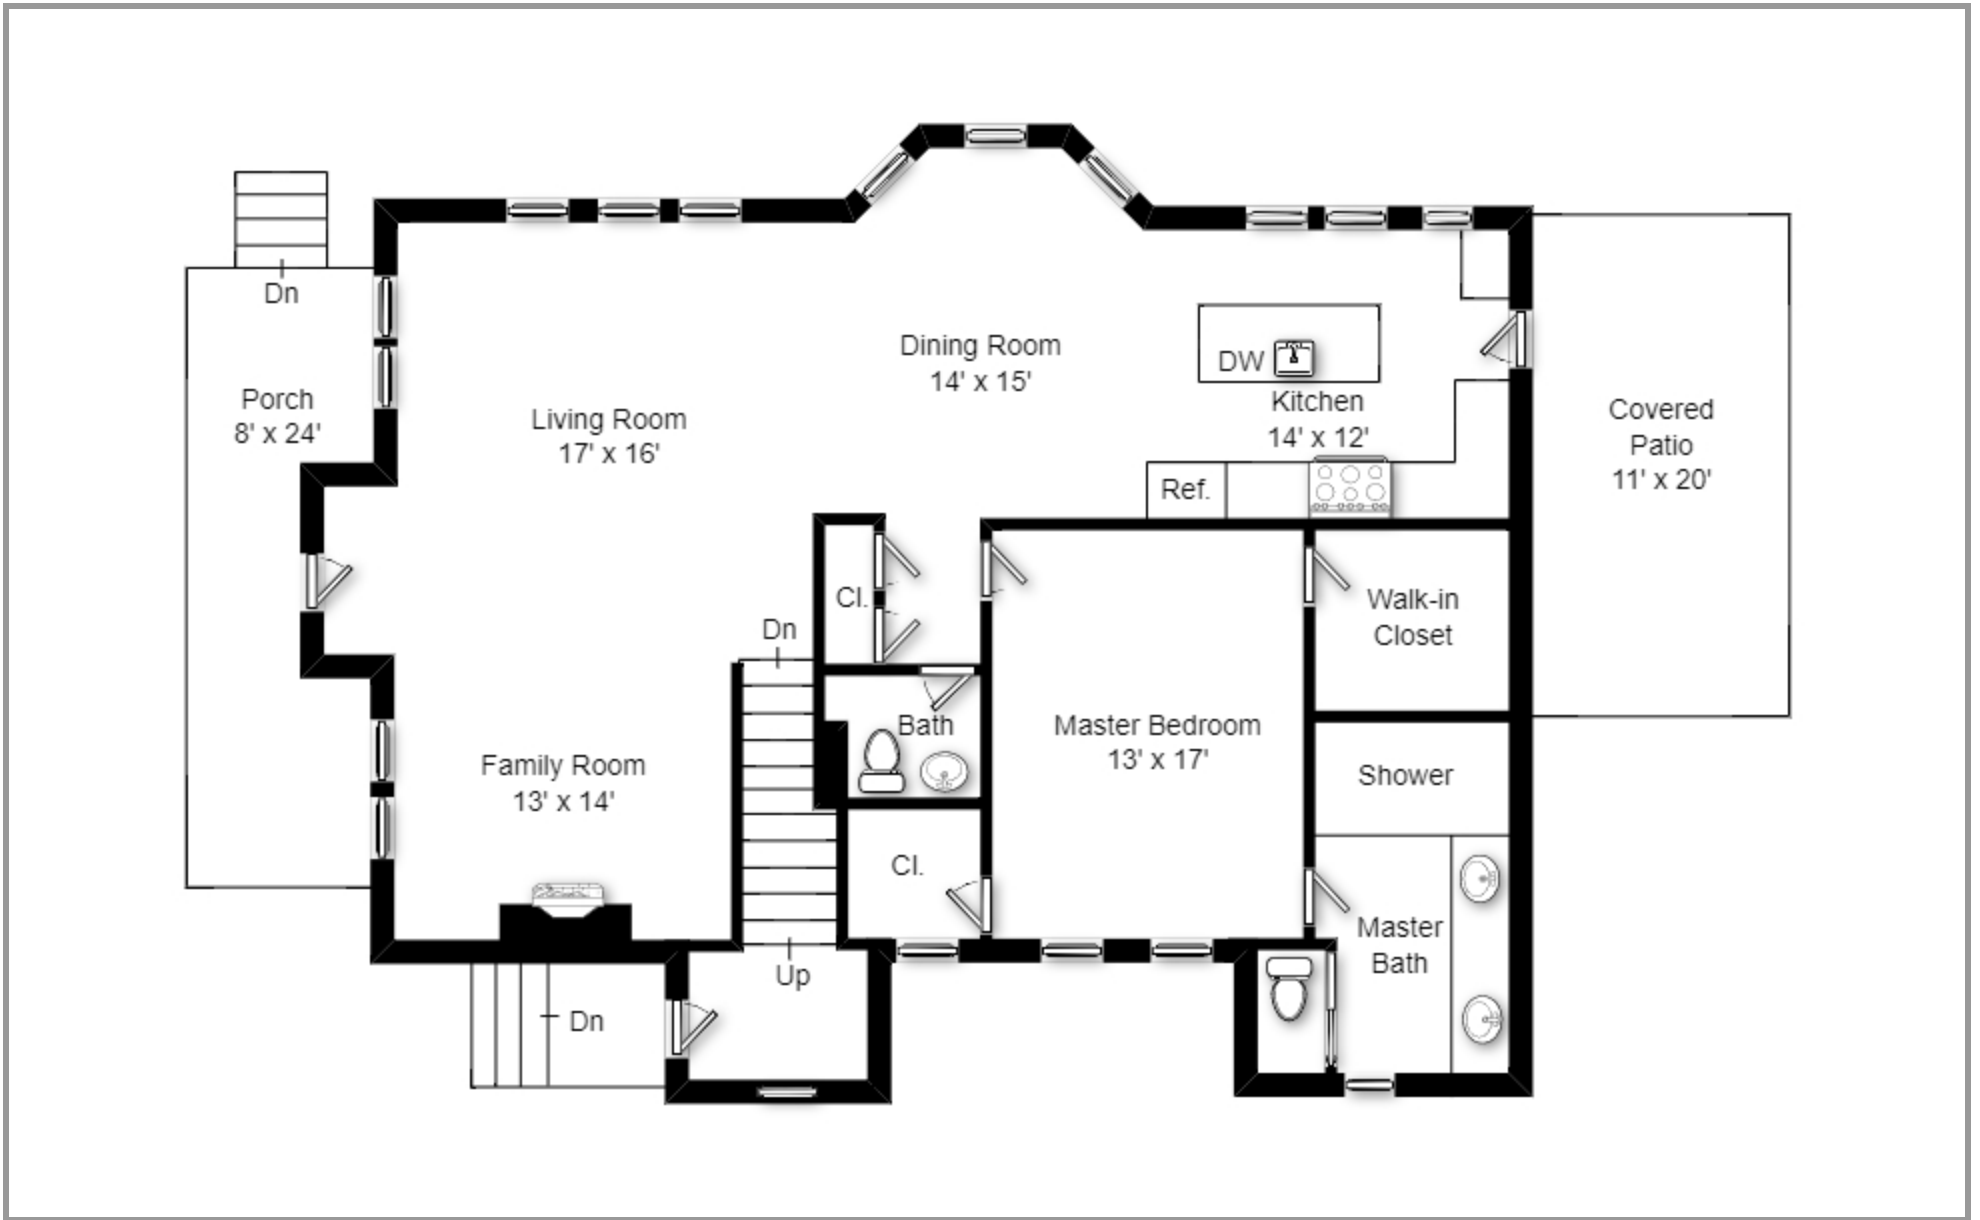 Dn
Porch
8' x 24'
Living Room
17' x 16'
Dining Room
14' x 15'
DW
Kitchen
14' x 12'
Ref.
Covered
Patio
11' x 20'
Cl.
Walk-in
Closet
Dn
Bath
Master Bedroom
13' x 17'
Family Room
13' x 14'
Shower
Cl.
Master
Bath
Up
Dn